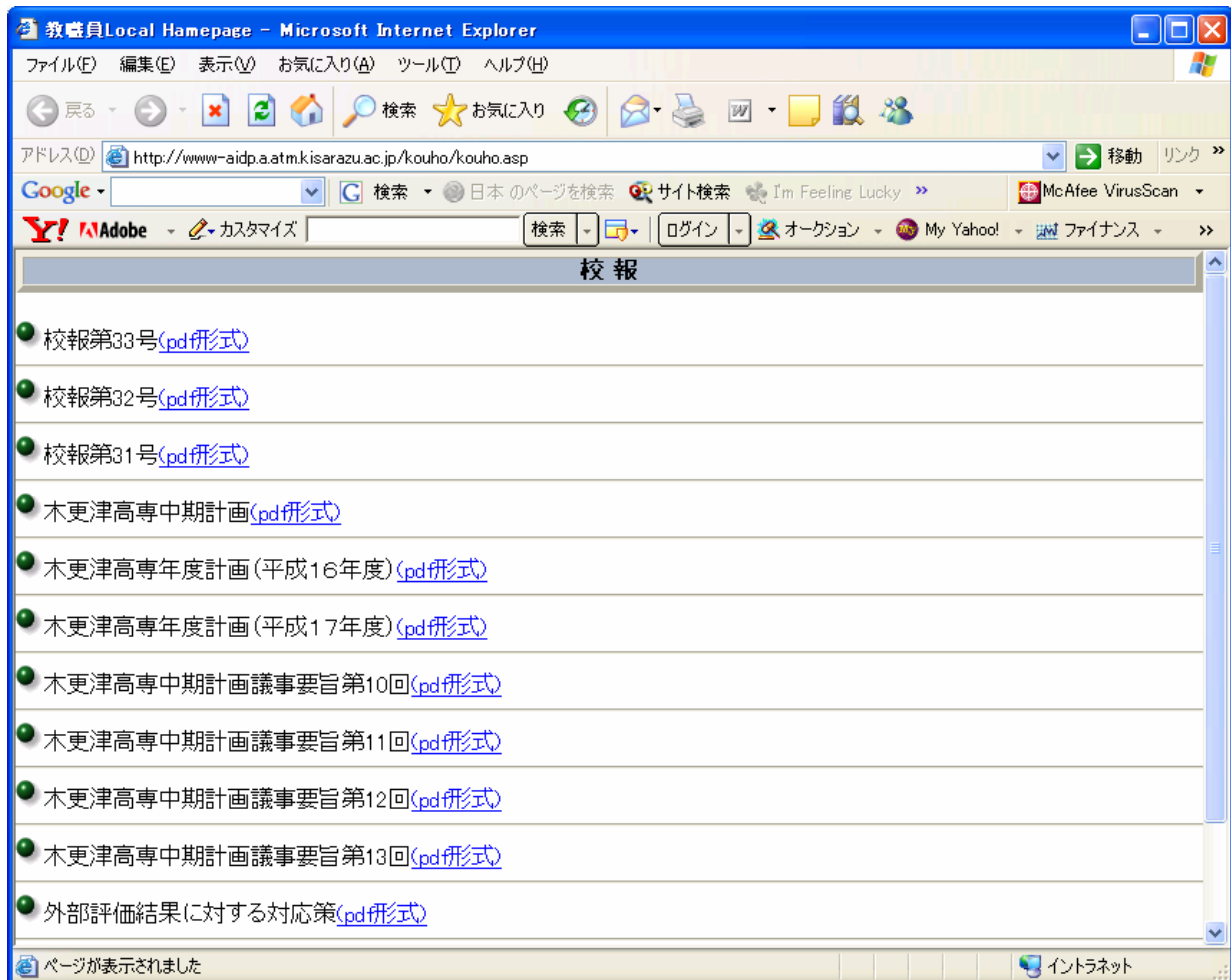 教職員Local Hamepage - Microsoft Internet Explorer
ファイル(F) 編集(E) 表示(V) お気に入り(A) ツール(T) ヘルプ(H)
戻る 検索 お気に入り
アドレス(D) http://www-aidp.a.atm.kisarazu.ac.jp/kouho/kouho.asp 移動 リンク »
Google G 検索 日本 のページを検索 サイト検索 I'm Feeling Lucky » McAfee VirusScan
Y! Adobe カスタマイズ 検索 ログイン オークション My Yahoo! ファイナンス »
校 報
校報第33号(pdf形式)
校報第32号(pdf形式)
校報第31号(pdf形式)
木更津高専中期計画(pdf形式)
木更津高専年度計画(平成16年度)(pdf形式)
木更津高専年度計画(平成17年度)(pdf形式)
木更津高専中期計画議事要旨第10回(pdf形式)
木更津高専中期計画議事要旨第11回(pdf形式)
木更津高専中期計画議事要旨第12回(pdf形式)
木更津高専中期計画議事要旨第13回(pdf形式)
外部評価結果に対する対応策(pdf形式)
ページが表示されました イントラネット